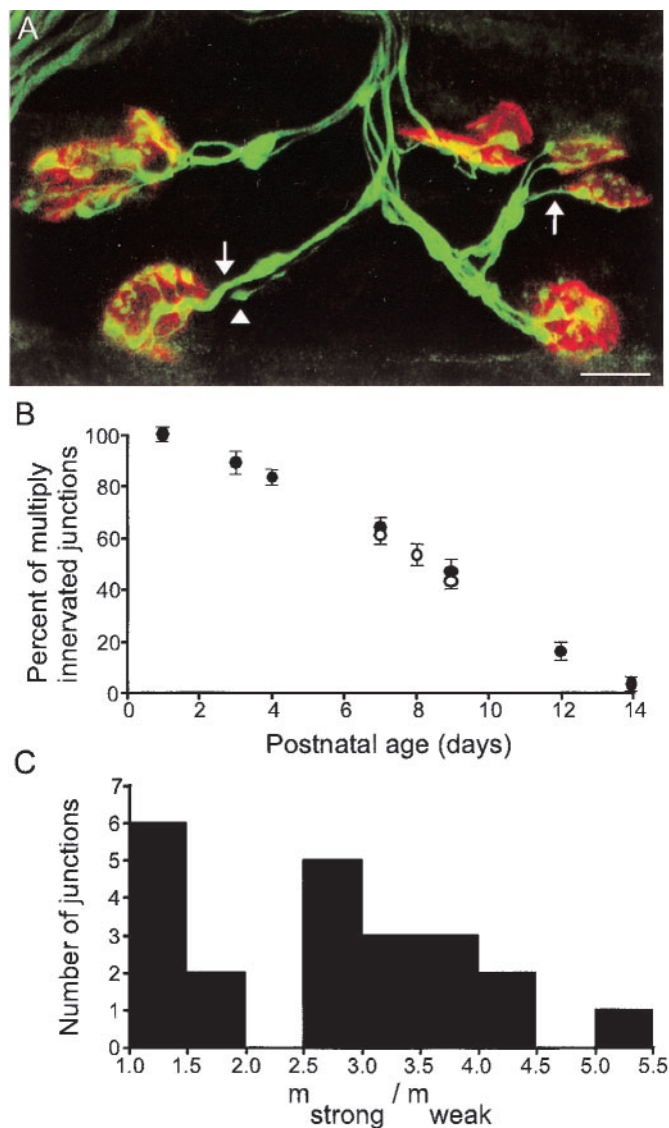 A
B
Percent of multiply
innervated junctions
100
80
60
40
20
0
0 2 4 6 8 10 12 14
Postnatal age (days)
C
Number of junctions
7
6
5
4
3
2
1
0
1.0 1.5 2.0 2.5 3.0 3.5 4.0 4.5 5.0 5.5
m strong / m weak